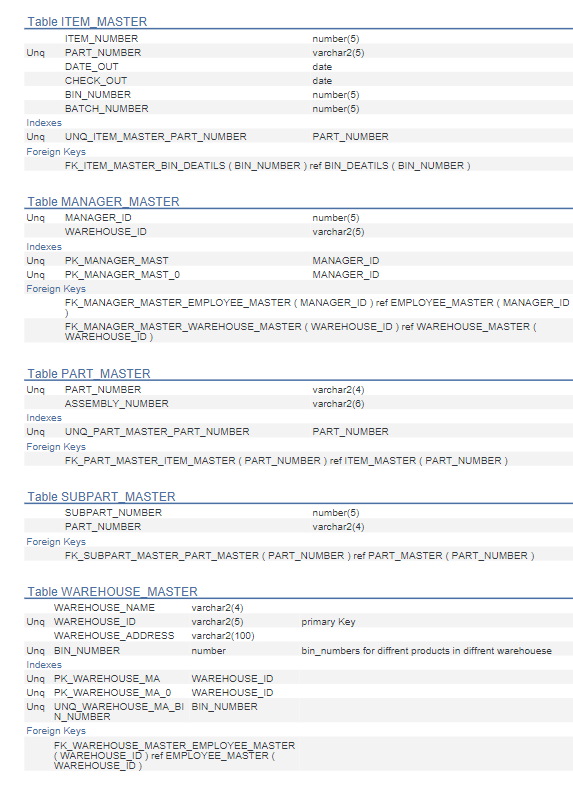 Table ITEM_MASTER
ITEM_NUMBER number(5)
Unq PART_NUMBER varchar2(5)
DATE_OUT date
CHECK_OUT date
BIN_NUMBER number(5)
BATCH_NUMBER number(5)
Indexes
Unq UNQ_ITEM_MASTER_PART_NUMBER PART_NUMBER
Foreign Keys
FK_ITEM_MASTER_BIN_DEATILS ( BIN_NUMBER ) ref BIN_DEATILS ( BIN_NUMBER )
Table MANAGER_MASTER
Unq MANAGER_ID number(5)
WAREHOUSE_ID varchar2(5)
Indexes
Unq PK_MANAGER_MAST MANAGER_ID
Unq PK_MANAGER_MAST_0 MANAGER_ID
Foreign Keys
FK_MANAGER_MASTER_EMPLOYEE_MASTER ( MANAGER_ID ) ref EMPLOYEE_MASTER ( MANAGER_ID
)
FK_MANAGER_MASTER_WAREHOUSE_MASTER ( WAREHOUSE_ID ) ref WAREHOUSE_MASTER (
WAREHOUSE_ID )
Table PART_MASTER
Unq PART_NUMBER varchar2(4)
ASSEMBLY_NUMBER varchar2(6)
Indexes
Unq UNQ_PART_MASTER_PART_NUMBER PART_NUMBER
Foreign Keys
FK_PART_MASTER_ITEM_MASTER ( PART_NUMBER ) ref ITEM_MASTER ( PART_NUMBER )
Table SUBPART_MASTER
SUBPART_NUMBER number(5)
PART_NUMBER varchar2(4)
Foreign Keys
FK_SUBPART_MASTER_PART_MASTER ( PART_NUMBER ) ref PART_MASTER ( PART_NUMBER )
Table WAREHOUSE_MASTER
WAREHOUSE_NAME varchar2(4)
Unq WAREHOUSE_ID varchar2(5) primary Key
WAREHOUSE_ADDRESS varchar2(100)
Unq BIN_NUMBER number bin_numbers for diffrent products in diffrent warehouese
Indexes
Unq PK_WAREHOUSE_MA WAREHOUSE_ID
Unq PK_WAREHOUSE_MA_0 WAREHOUSE_ID
Unq UNQ_WAREHOUSE_MA_BI BIN_NUMBER
N_NUMBER
Foreign Keys
FK_WAREHOUSE_MASTER_EMPLOYEE_MASTER
( WAREHOUSE_ID ) ref EMPLOYEE_MASTER (
WAREHOUSE_ID )